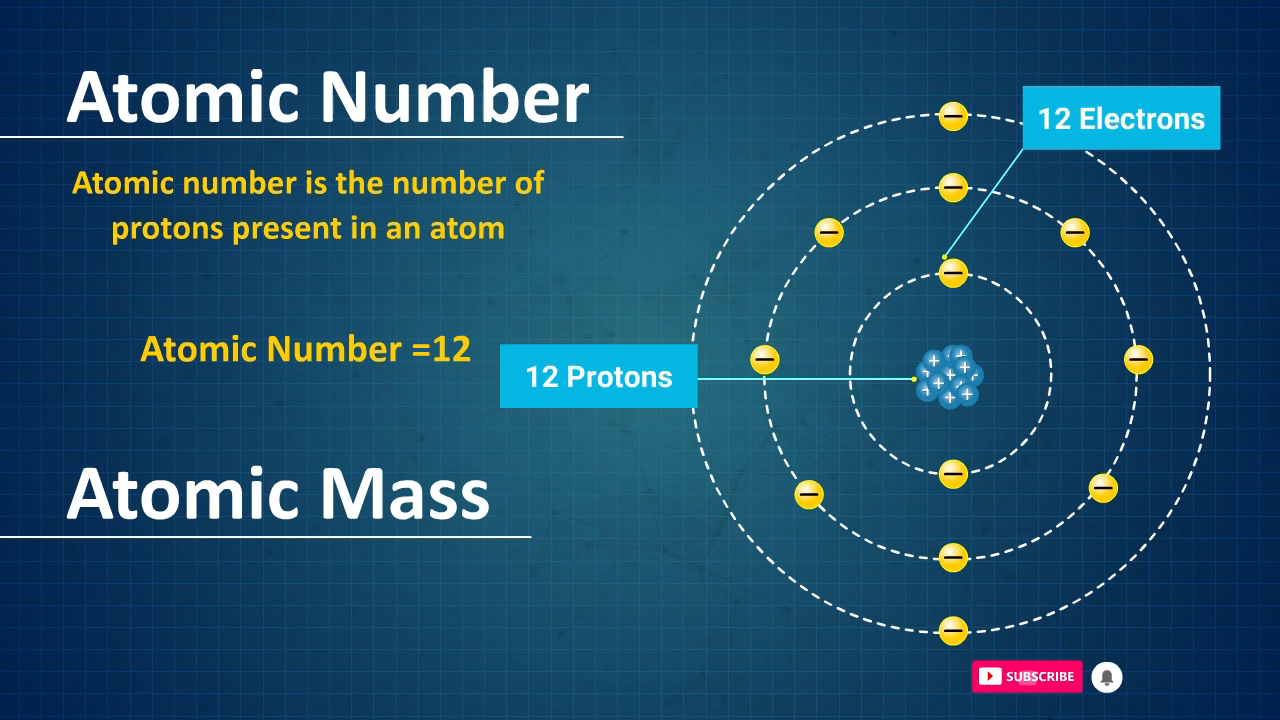 Atomic Number
Atomic number is the number of
protons present in an atom
12 Electrons
Atomic Number =12
12 Protons
Atomic Mass
SUBSCRIBE